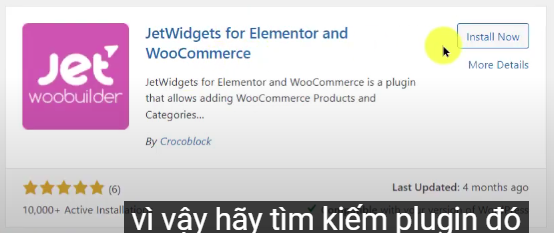 Jet
woobuilder
JetWidgets for Elementor and
WooCommerce
Install Now
More Details
JetWidgets for Elementor and WooCommerce is a plugin
that allows adding WooCommerce Products and
Categories...
By Crocoblock
(6)
Last Updated: 4 months ago
10,000+ Active
vì vậy hãy tìm kiếm plugin đó